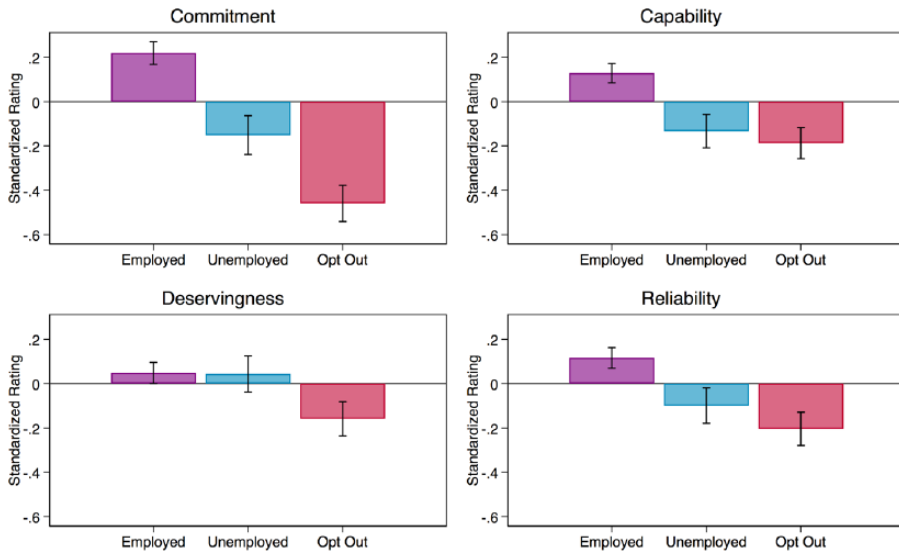 Commitment
Standardized Rating
.2
0
-.2
-.4
-.6
Employed Unemployed Opt Out
Capability
Standardized Rating
.2
0
-.2
-.4
-.6
Employed Unemployed Opt Out
Deservingness
Standardized Rating
.2
0
-.2
-.4
-.6
Employed Unemployed Opt Out
Reliability
Standardized Rating
.2
0
-.2
-.4
-.6
Employed Unemployed Opt Out